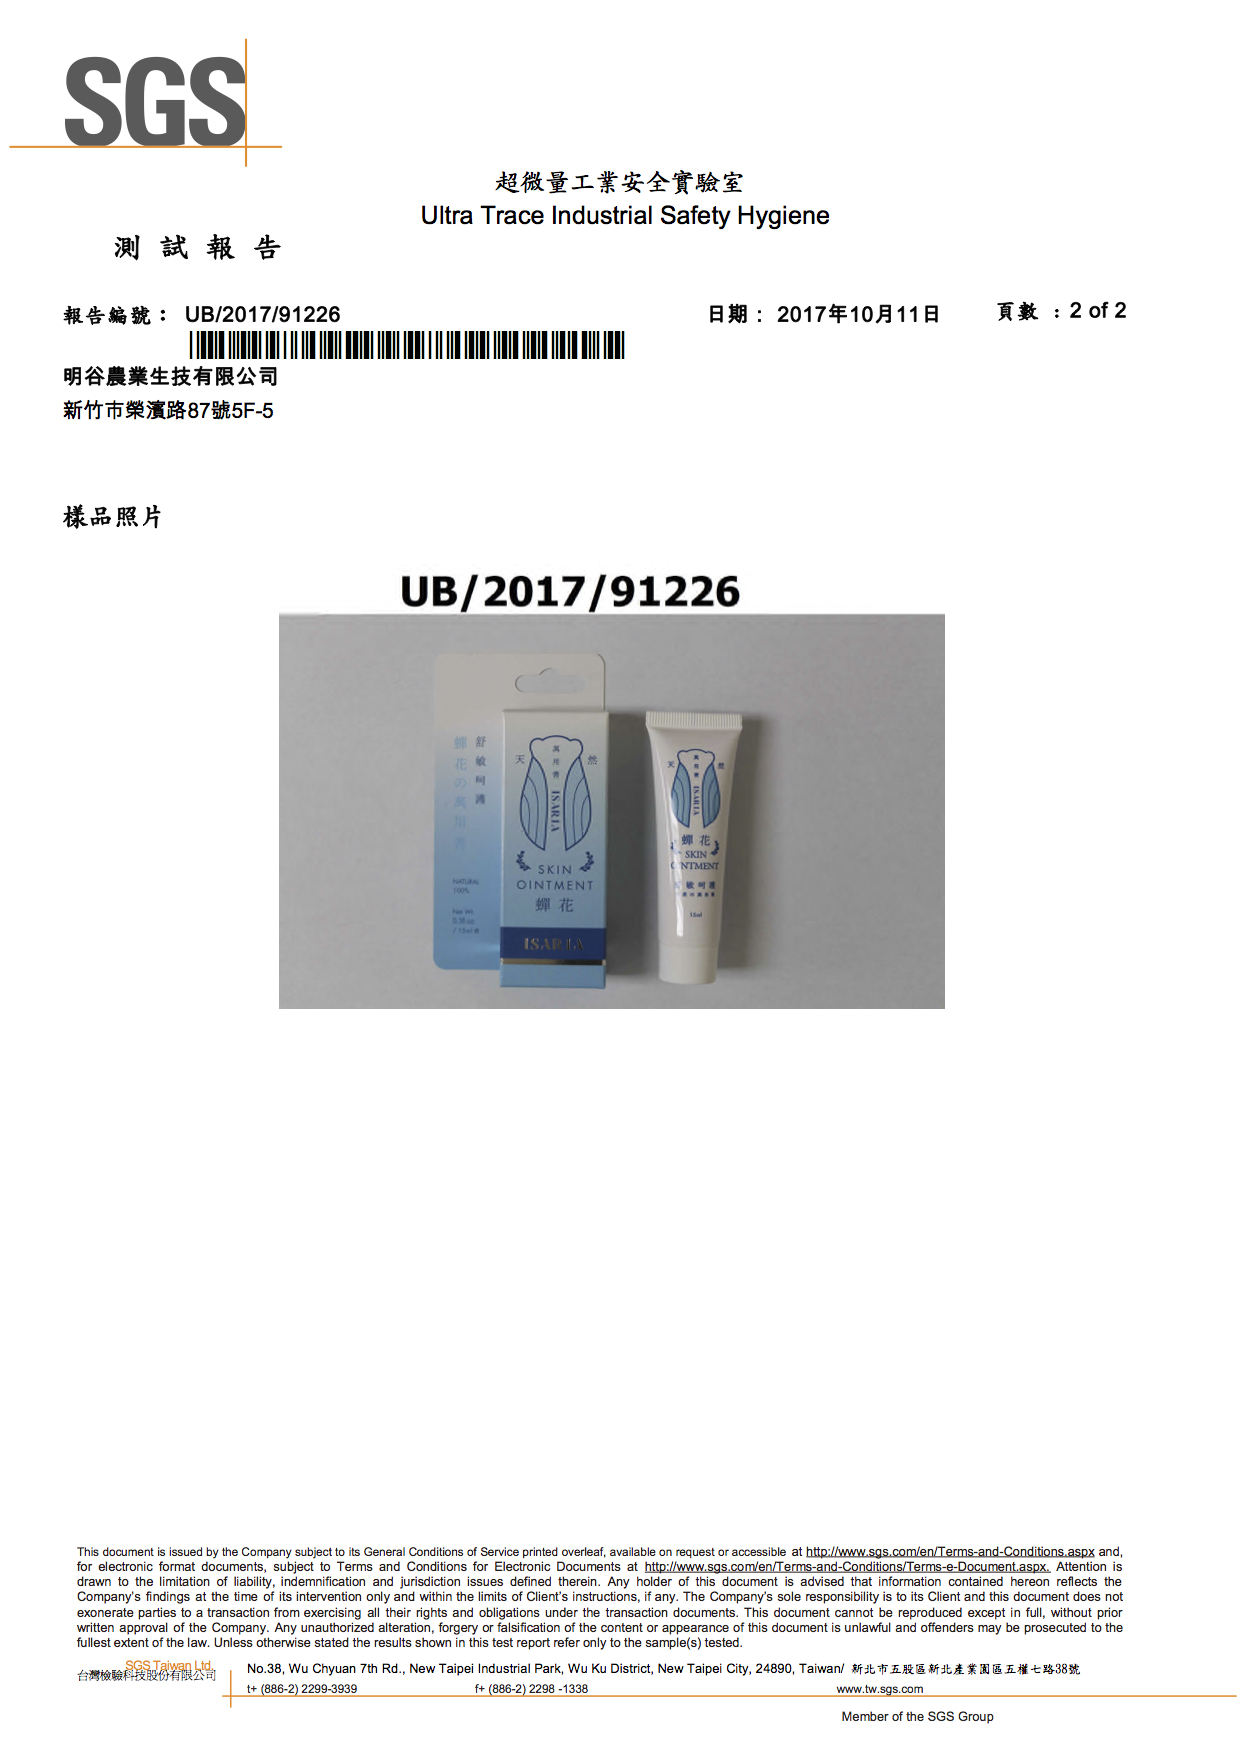 SGS
超微量工業安全實驗室
Ultra Trace Industrial Safety Hygiene
測試報告
報告編號： UB/2017/91226 日期： 2017年10月11日 頁數 ：2 of 2
明谷農業生技有限公司
新竹市榮濱路87號5F-5
樣品照片
UB/2017/91226
舒敏呵護
蟬花の萬用膏
NATURAL
100%
Net Wt.
天然
萬用膏
ISARIA
SKIN
OINTMENT
蟬花
ISARIA
天然
萬用膏
ISARIA
蟬花
SKIN
OINTMENT
敏呵護
15ml
This document is issued by the Company subject to its General Conditions of Service printed overleaf, available on request or accessible at http://www.sgs.com/en/Terms-and-Conditions.aspx and,
for electronic format documents, subject to Terms and Conditions for Electronic Documents at http://www.sgs.com/en/Terms-and-Conditions/Terms-e-Document.aspx. Attention is
drawn to the limitation of liability, indemnification and jurisdiction issues defined therein. Any holder of this document is advised that information contained hereon reflects the
Company's findings at the time of its intervention only and within the limits of Client's instructions, if any. The Company's sole responsibility is to its Client and this document does not
exonerate parties to a transaction from exercising all their rights and obligations under the transaction documents. This document cannot be reproduced except in full, without prior
written approval of the Company. Any unauthorized alteration, forgery or falsification of the content or appearance of this document is unlawful and offenders may be prosecuted to the
fullest extent of the law. Unless otherwise stated the results shown in this test report refer only to the sample(s) tested.
SGS Taiwan Ltd.
台灣檢驗科技股份有限公司
No.38, Wu Chyuan 7th Rd., New Taipei Industrial Park, Wu Ku District, New Taipei City, 24890, Taiwan/ 新北市五股區新北產業園區五權七路38號
t+ (886-2) 2299-3939 f+ (886-2) 2298 -1338 www.tw.sgs.com
Member of the SGS Group